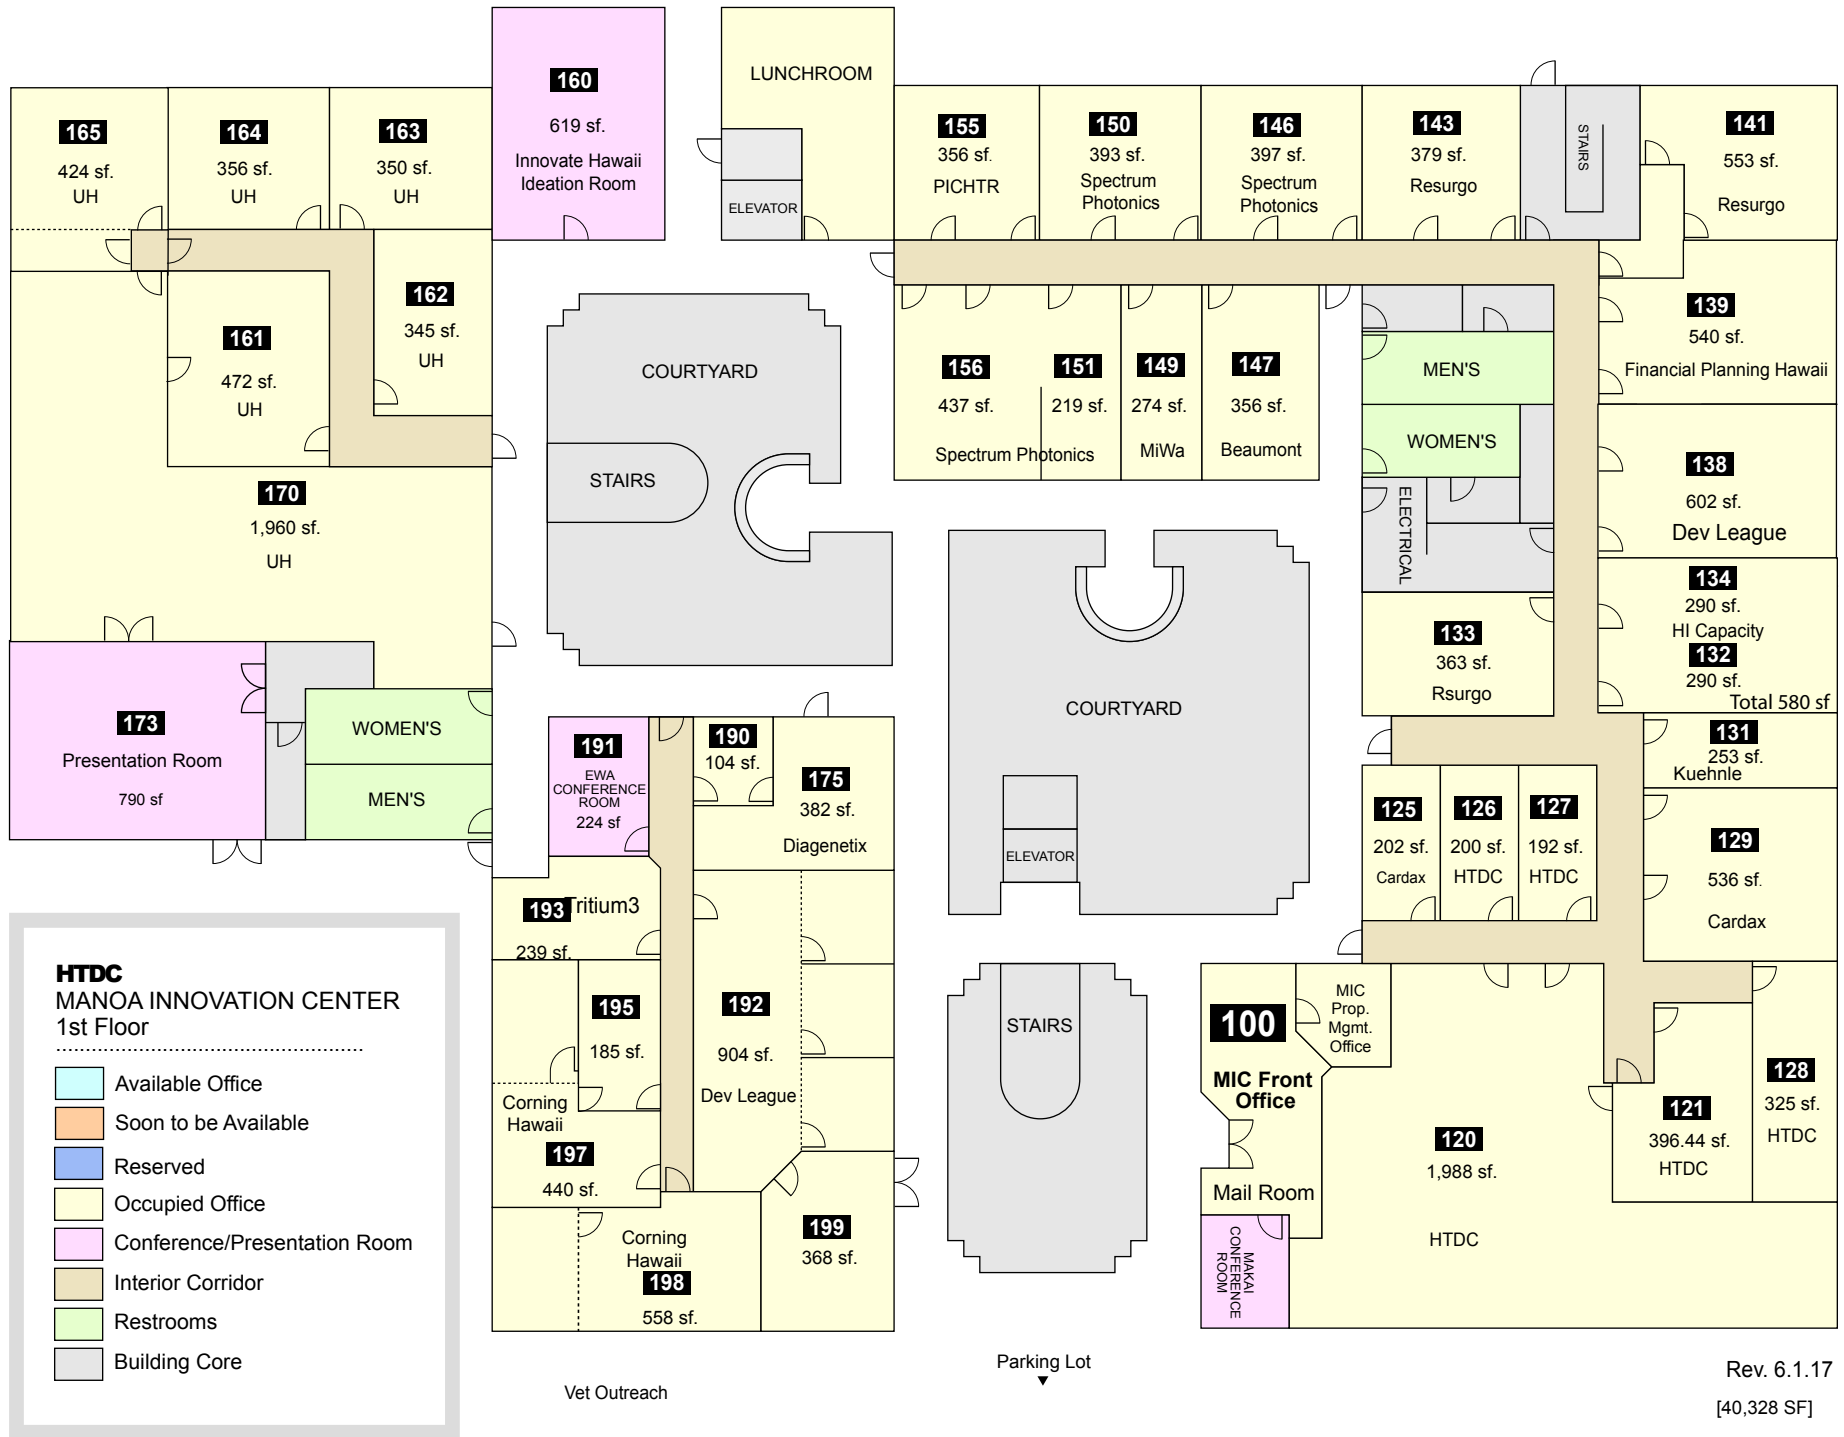 165
424 sf.
UH
164
356 sf.
UH
163
350 sf.
UH
160
619 sf.
Innovate Hawaii
Ideation Room
LUNCHROOM
ELEVATOR
155
356 sf.
PICHTR
150
393 sf.
Spectrum
Photonics
146
397 sf.
Spectrum
Photonics
143
379 sf.
Resurgo
STAIRS
141
553 sf.
Resurgo
161
472 sf.
UH
162
345 sf.
UH
COURTYARD
STAIRS
156
437 sf.
151
219 sf.
Spectrum Photonics
149
274 sf.
MiWa
147
356 sf.
Beaumont
MEN'S
WOMEN'S
ELECTRICAL
139
540 sf.
Financial Planning Hawaii
138
602 sf.
Dev League
134
290 sf.
HI Capacity
132
290 sf.
Total 580 sf
133
363 sf.
Rsurgo
170
1,960 sf.
UH
173
Presentation Room
790 sf
WOMEN'S
MEN'S
191
EWA
CONFERENCE
ROOM
224 sf
190
104 sf.
175
382 sf.
Diagenetix
COURTYARD
ELEVATOR
131
253 sf.
Kuehnle
125
202 sf.
Cardax
126
200 sf.
HTDC
127
192 sf.
HTDC
129
536 sf.
Cardax
193
Tritium3
239 sf.
195
185 sf.
192
904 sf.
Dev League
Corning
Hawaii
197
440 sf.
Corning
Hawaii
198
558 sf.
199
368 sf.
STAIRS
100
MIC Front
Office
MIC
Prop.
Mgmt.
Office
Mail Room
MAKAI
CONFERENCE
ROOM
120
1,988 sf.
HTDC
121
396.44 sf.
HTDC
128
325 sf.
HTDC
HTDC
MANOA INNOVATION CENTER
1st Floor
Available Office
Soon to be Available
Reserved
Occupied Office
Conference/Presentation Room
Interior Corridor
Restrooms
Building Core
Vet Outreach
Parking Lot
Rev. 6.1.17
[40,328 SF]